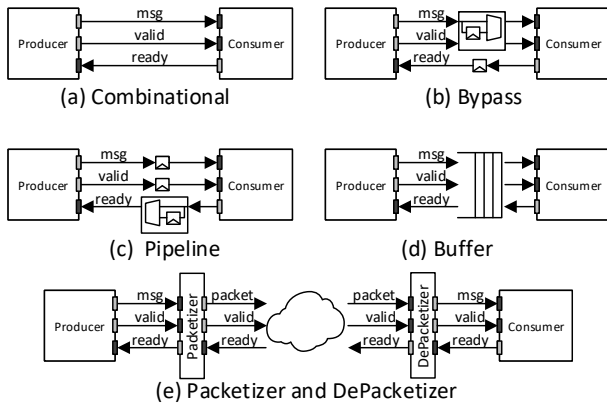 Producer
msg
valid
ready
Consumer
(a) Combinational
Producer
msg
valid
ready
Consumer
(b) Bypass
Producer
msg
valid
ready
Consumer
(c) Pipeline
Producer
msg
valid
ready
Consumer
(d) Buffer
Producer
msg
valid
ready
Packetizer
packet
valid
ready
packet
valid
ready
DePacketizer
msg
valid
ready
Consumer
(e) Packetizer and DePacketizer